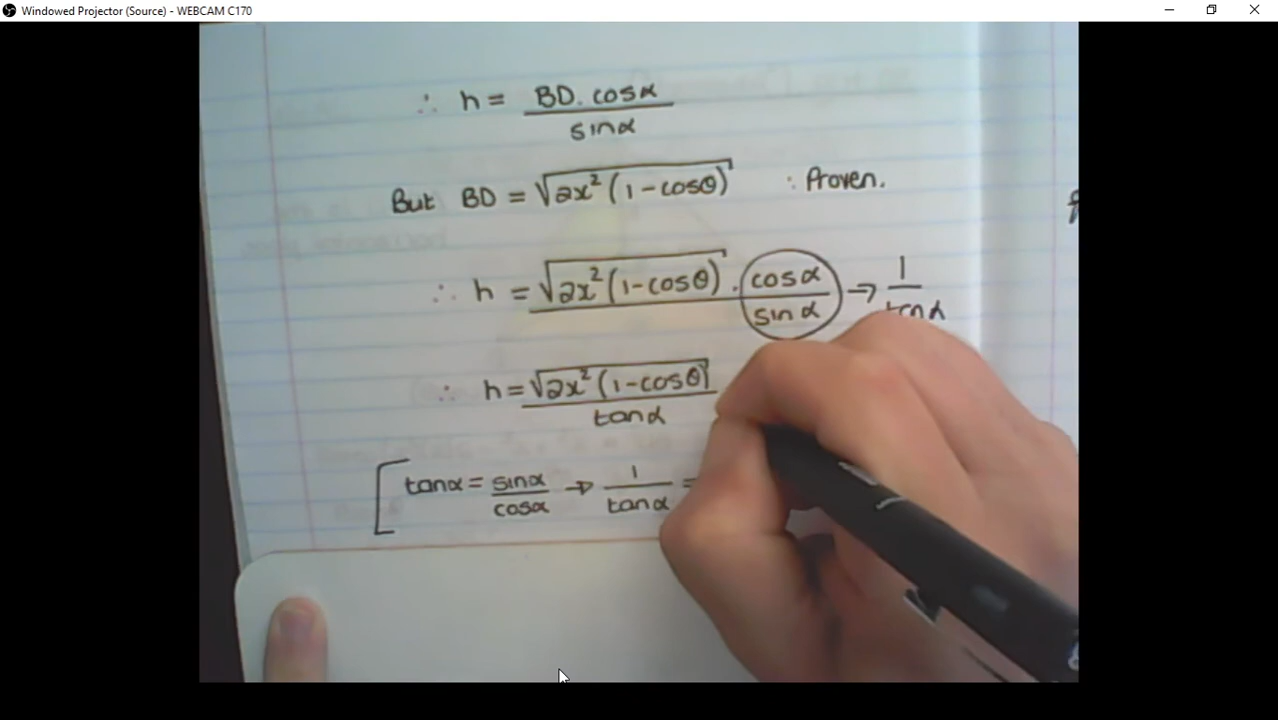 Windowed Projector (Source) - WEBCAM C170
∴ h = BD. cosα / sinα
But BD = √2x²(1-cosθ) : Proven.
∴ h = √2x²(1-cosθ) . cosα / sinα → 1 / tanα
∴ h = √2x²(1-cosθ) / tanα
[ tanα = sinα / cosα → 1 / tanα =